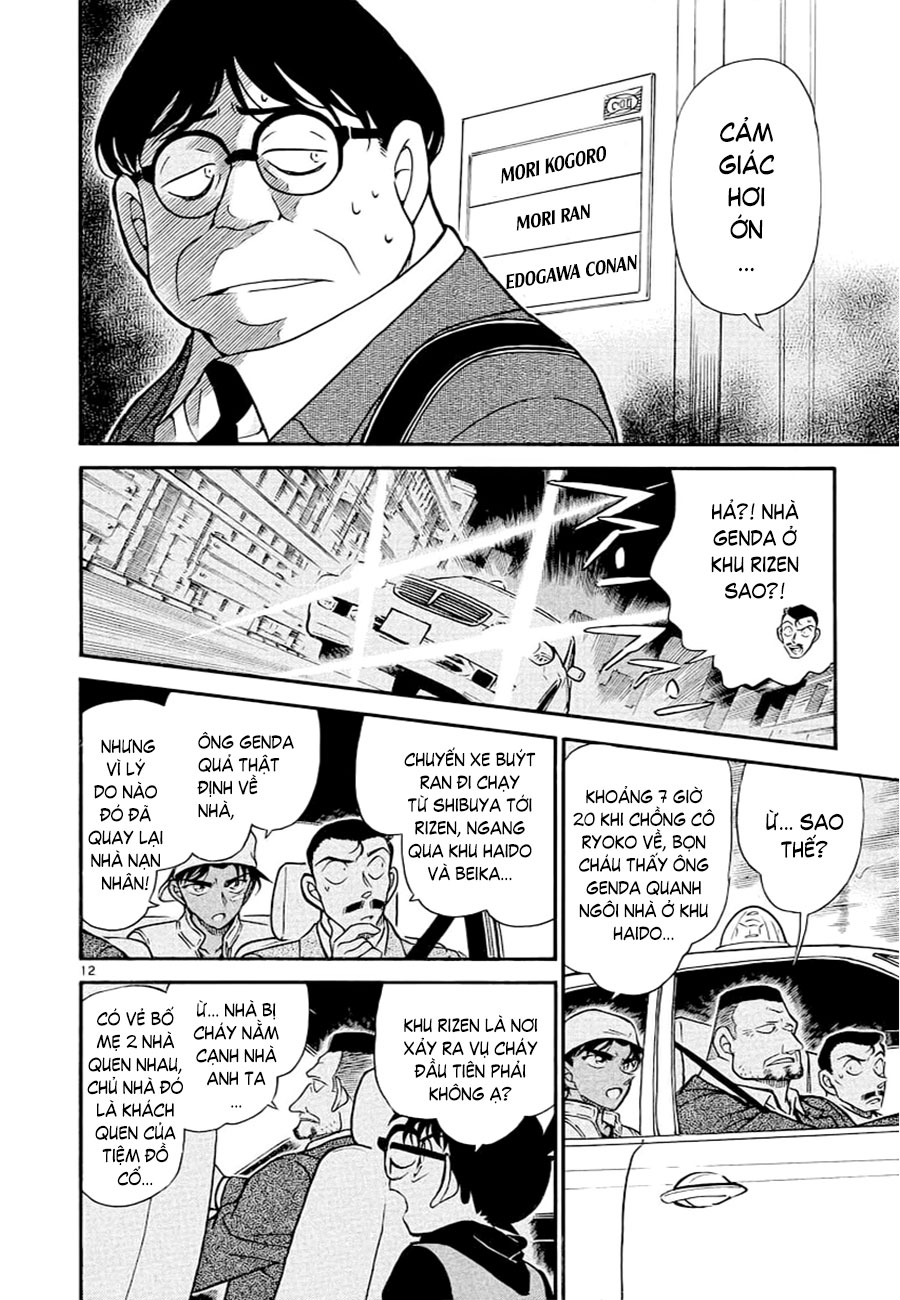 CẢM
GIÁC
HƠI
ỚN
...
MORI KOGORO
MORI RAN
EDOGAWA CONAN
HẢ?! NHÀ
GENDA Ở
KHU RIZEN
SAO?!
Ừ... SAO
THẾ?
KHOẢNG 7 GIỜ
20 KHI CHỒNG CÔ
RYOKO VỀ, BỌN
CHÁU THẤY ÔNG
GENDA QUANH
NGÔI NHÀ Ở KHU
HAIDO...
CHUYẾN XE BUÝT
RAN ĐI CHẠY
TỪ SHIBUYA TỚI
RIZEN, NGANG
QUA KHU HAIDO
VÀ BEIKA...
ÔNG GENDA
QUẢ THẬT
ĐỊNH VỀ
NHÀ,
NHƯNG
VÌ LÝ
DO NÀO
ĐÓ ĐÃ
QUAY LẠI
NHÀ NẠN
NHÂN!
KHU RIZEN LÀ NƠI
XẢY RA VỤ CHÁY
ĐẦU TIÊN PHẢI
KHÔNG Ạ?
Ừ... NHÀ BỊ
CHÁY NẰM
CẠNH NHÀ
ANH TA
...
CÓ VẺ BỐ
MẸ 2 NHÀ
QUEN NHAU,
CHỦ NHÀ ĐÓ
LÀ KHÁCH
QUEN CỦA
TIỆM ĐỒ
CỔ...
12